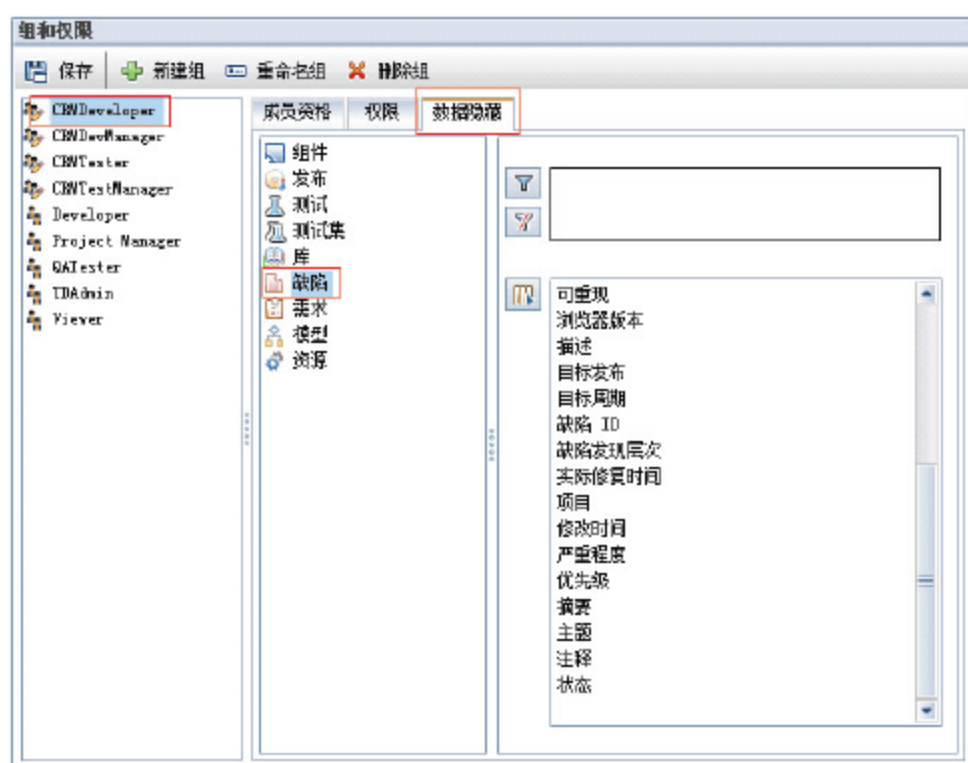 组和权限
保存 新建组 重命名组 删除组
CRMDeveloper
CRMDevManager
CRMTester
CRMTestManager
Developer
Project Manager
QATester
TDAdmin
Viewer
成员资格 权限 数据隐藏
组件
发布
测试
测试集
库
缺陷
需求
模型
资源
可重现
浏览器版本
描述
目标发布
目标周期
缺陷 ID
缺陷发现层次
实际修复时间
项目
修改时间
严重程度
优先级
摘要
主题
注释
状态